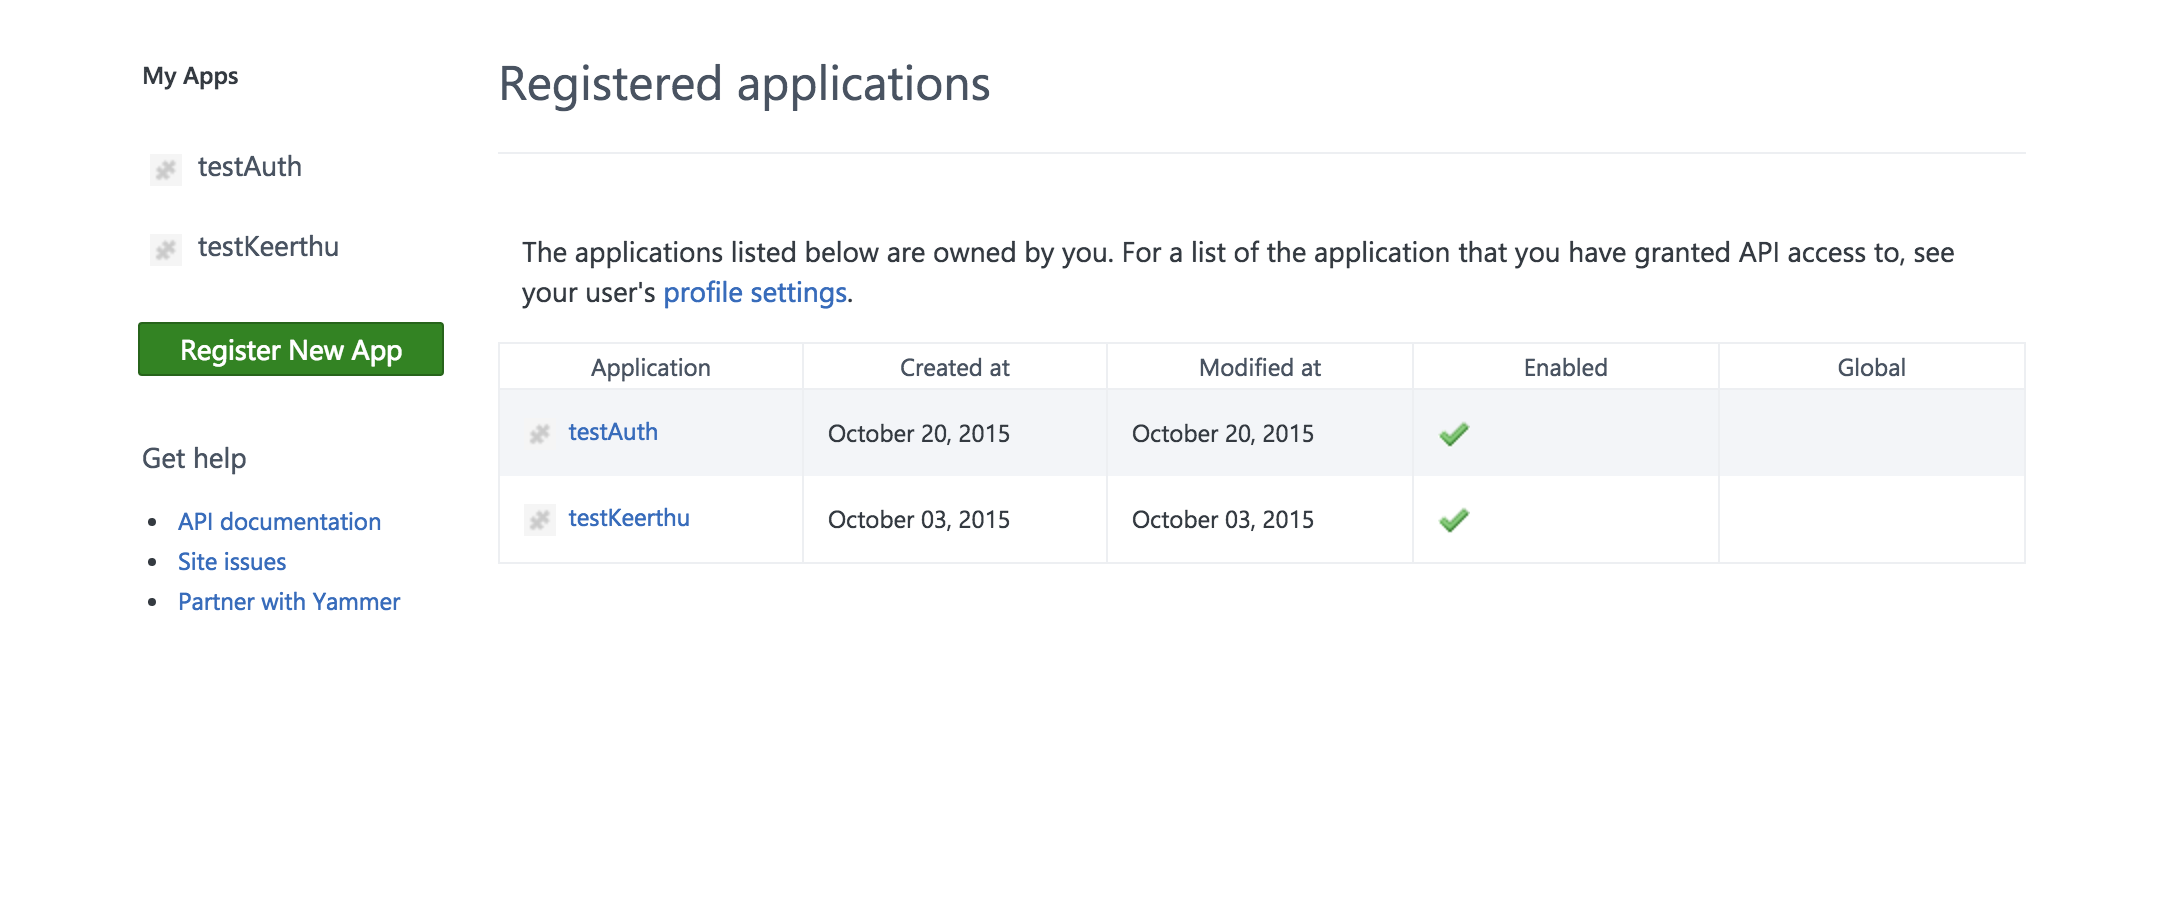 My Apps
testAuth
testKeerthu
Register New App
Get help
API documentation
Site issues
Partner with Yammer
Registered applications
The applications listed below are owned by you. For a list of the application that you have granted API access to, see
your user's profile settings.
Application Created at Modified at Enabled Global
testAuth October 20, 2015 October 20, 2015
testKeerthu October 03, 2015 October 03, 2015